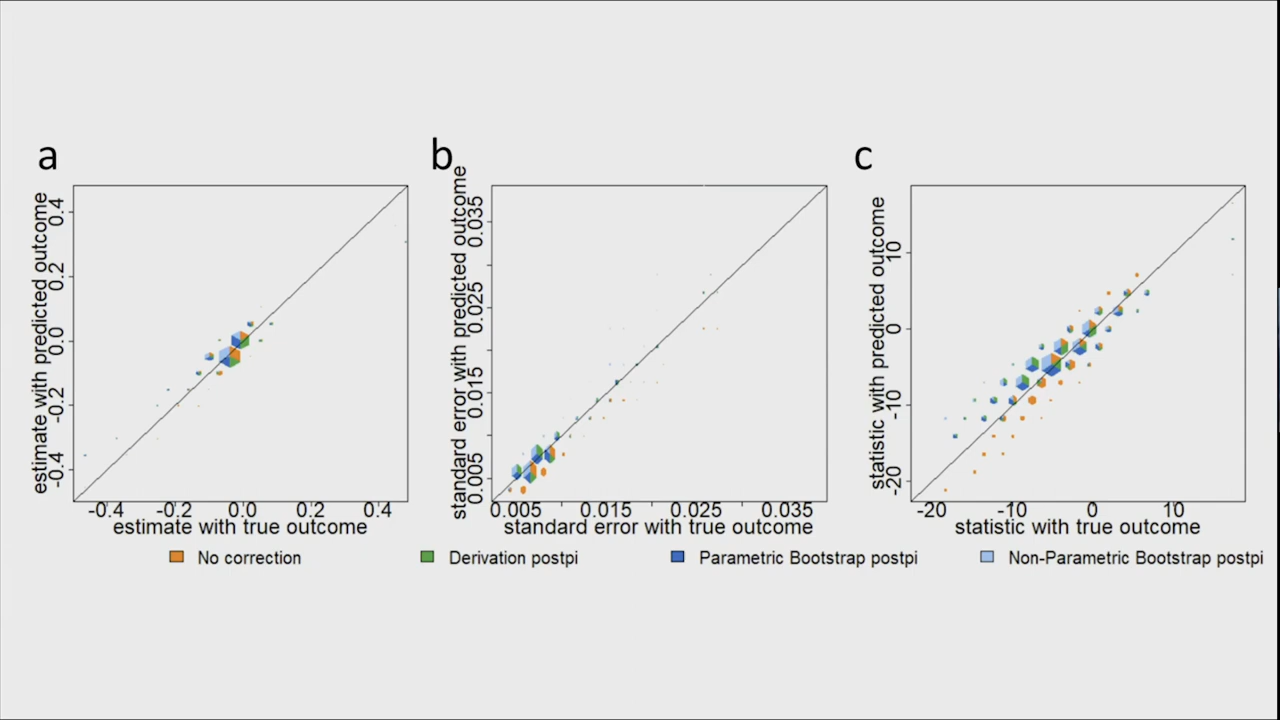 a
estimate with predicted outcome
-0.4 -0.2 0.0 0.2 0.4
-0.4 -0.2 0.0 0.2 0.4
estimate with true outcome
b
standard error with predicted outcome
0.005 0.015 0.025 0.035
0.005 0.015 0.025 0.035
standard error with true outcome
c
statistic with predicted outcome
-20 -10 0 10
-20 -10 0 10
statistic with true outcome
No correction
Derivation postpi
Parametric Bootstrap postpi
Non-Parametric Bootstrap postpi